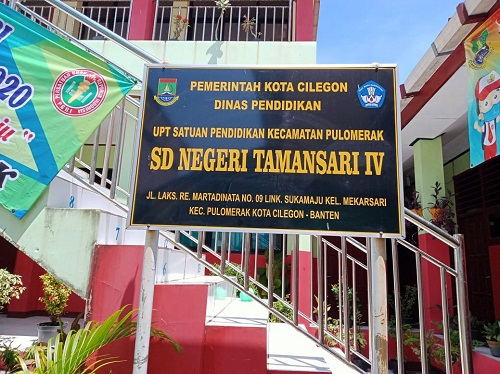 PEMERINTAH KOTA CILEGON
DINAS PENDIDIKAN
UPT SATUAN PENDIDIKAN KECAMATAN PULOMERAK
SD NEGERI TAMANSARI IV
JL. LAKS. RE. MARTADINATA NO. 09 LINK. SUKAMAJU KEL. MEKARSARI
KEC. PULOMERAK KOTA CILEGON - BANTEN
2020